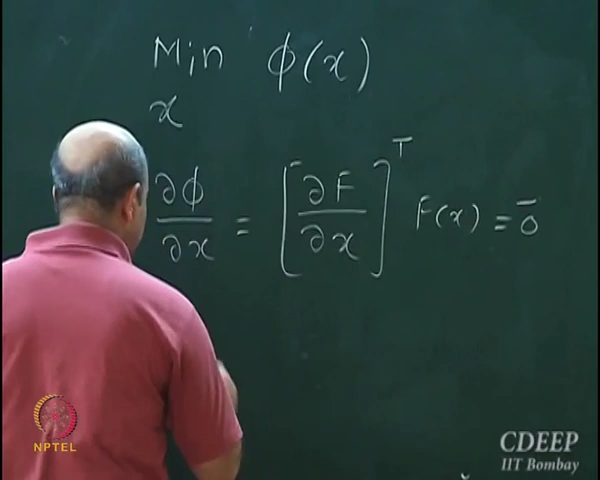 Min ϕ(x)
x
∂ϕ/∂x = [∂F/∂x]ᵀ F(x) = 0̄
NPTEL
CDEEP
IIT Bombay